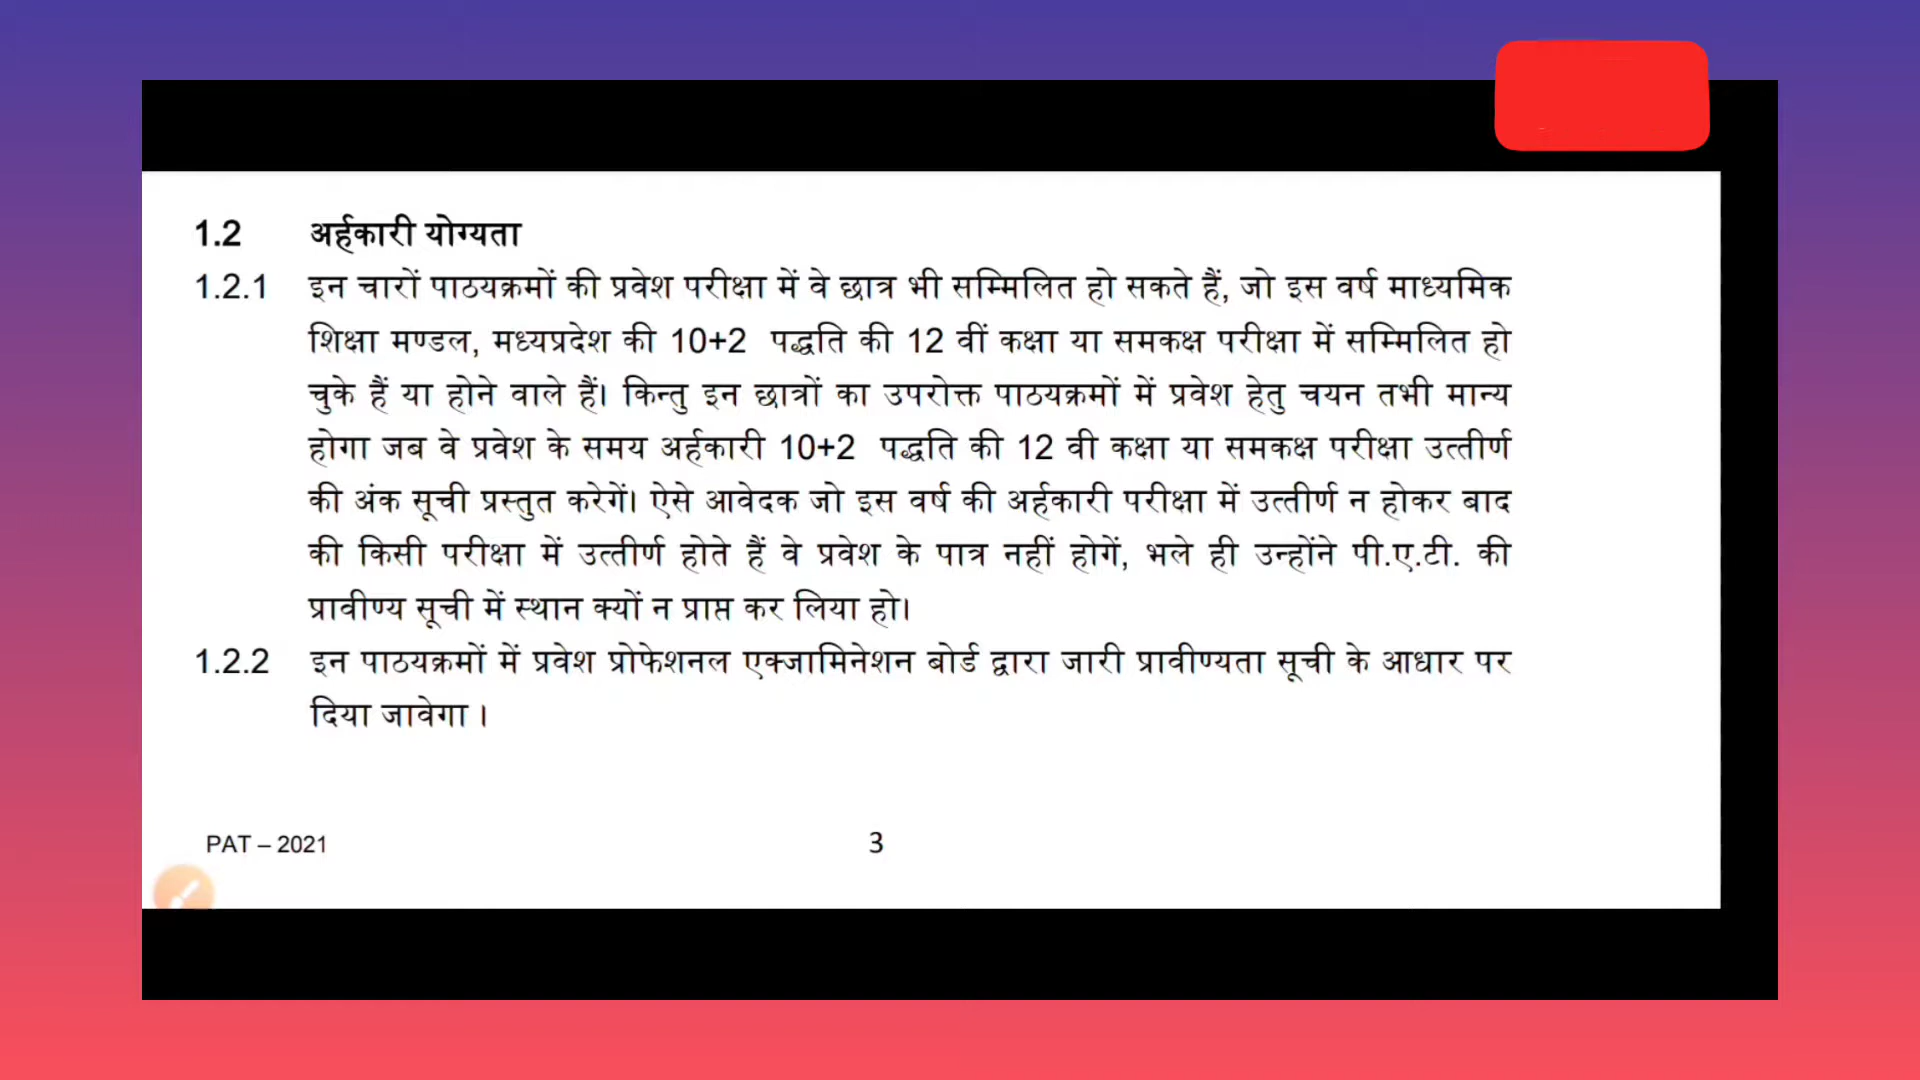 1.2 अर्हकारी योग्यता
1.2.1 इन चारों पाठयक्रमों की प्रवेश परीक्षा में वे छात्र भी सम्मिलित हो सकते हैं, जो इस वर्ष माध्यमिक
शिक्षा मण्डल, मध्यप्रदेश की 10+2 पद्धति की 12 वीं कक्षा या समकक्ष परीक्षा में सम्मिलित हो
चुके हैं या होने वाले हैं। किन्तु इन छात्रों का उपरोक्त पाठयक्रमों में प्रवेश हेतु चयन तभी मान्य
होगा जब वे प्रवेश के समय अर्हकारी 10+2 पद्धति की 12 वी कक्षा या समकक्ष परीक्षा उत्तीर्ण
की अंक सूची प्रस्तुत करेगें। ऐसे आवेदक जो इस वर्ष की अर्हकारी परीक्षा में उत्तीर्ण न होकर बाद
की किसी परीक्षा में उत्तीर्ण होते हैं वे प्रवेश के पात्र नहीं होगें, भले ही उन्होंने पी.ए.टी. की
प्रावीण्य सूची में स्थान क्यों न प्राप्त कर लिया हो।
1.2.2 इन पाठयक्रमों में प्रवेश प्रोफेशनल एक्जामिनेशन बोर्ड द्वारा जारी प्रावीण्यता सूची के आधार पर
दिया जावेगा ।
PAT – 2021 3